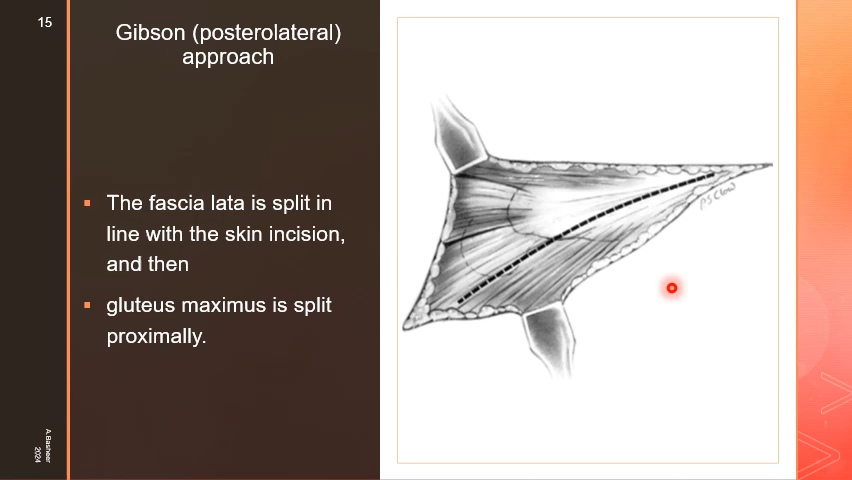 15
Gibson (posterolateral)
approach
The fascia lata is split in
line with the skin incision,
and then
gluteus maximus is split
proximally.
A.Basheer
2024